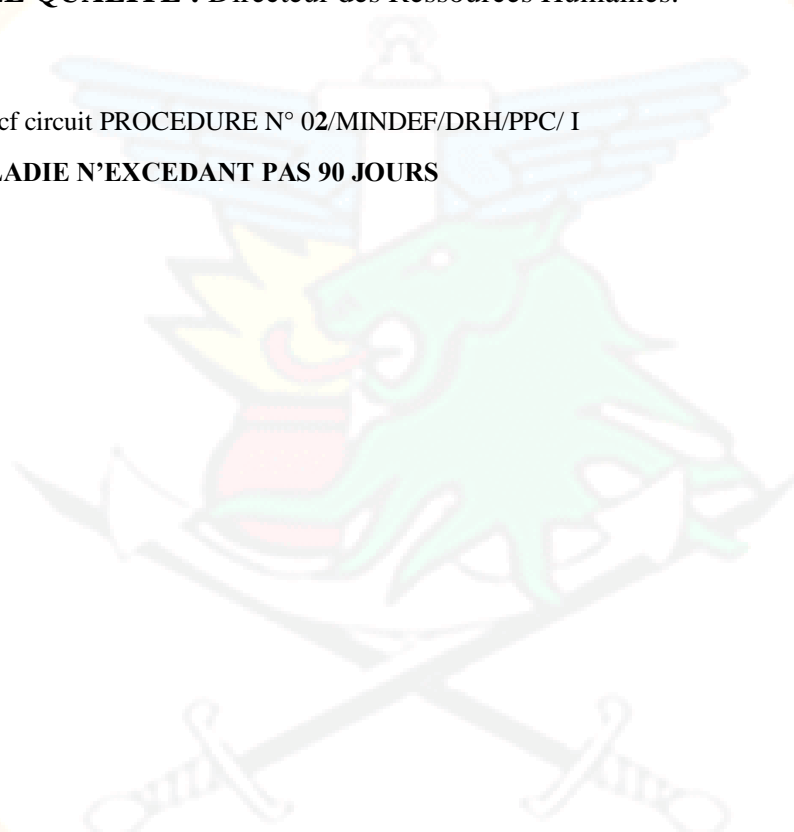 QUALITE : Directeur des Ressources Humaines.
cf circuit PROCEDURE N° 02/MINDEF/DRH/PPC/ I
LADIE N’EXCEDANT PAS 90 JOURS